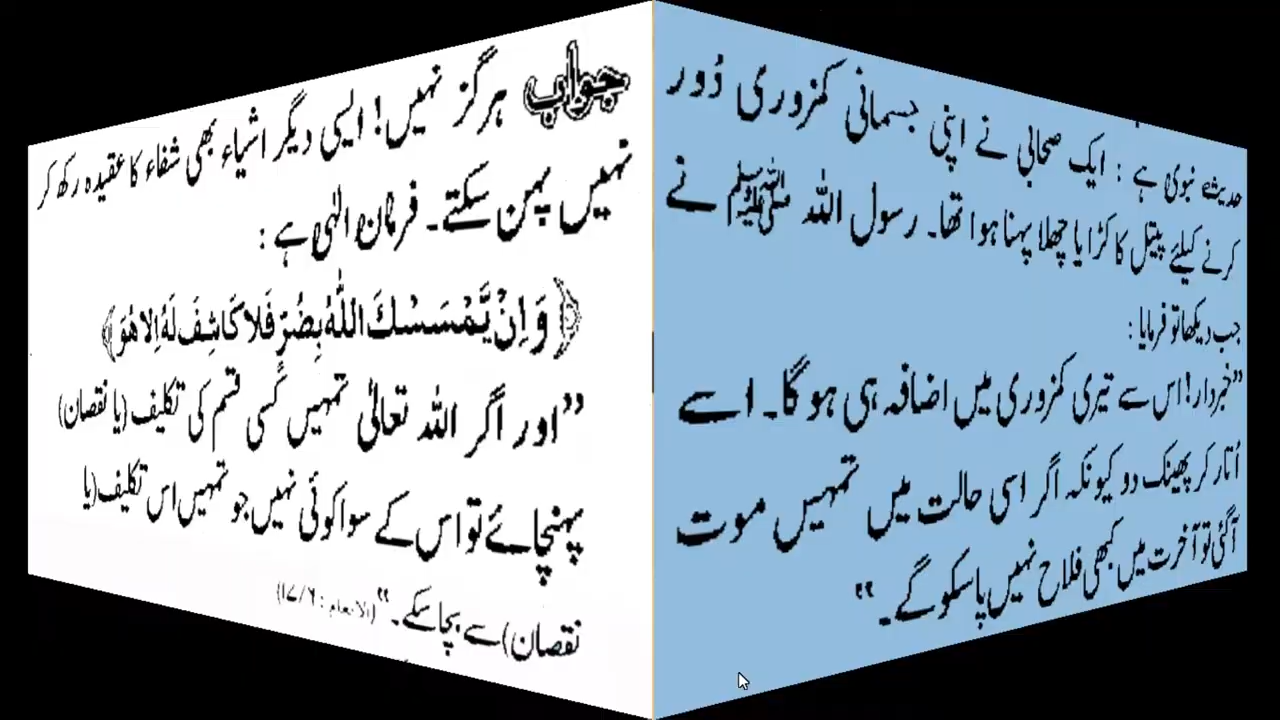 جواب ہرگز نہیں! ایسی دیگر اشیاء بھی شفاء کا عقیدہ رکھ کر
نہیں پہن سکتے۔ فرمان الٰہی ہے :
﴿وَاِنْ یَّمْسَسْكَ اللّٰهُ بِضُرٍّ فَلَا كَاشِفَ لَهٗ اِلَّا هُوَ﴾
”اور اگر اللہ تعالیٰ تمہیں کسی قسم کی تکلیف (یا نقصان)
پہنچائے تو اس کے سوا کوئی نہیں جو تمہیں اس تکلیف (یا
نقصان) سے بچا سکے۔“ (الانعام : ۱۷/۶)
حدیث نبوی ہے : ایک صحابی نے اپنی جسمانی کمزوری دُور
کرنے کیلئے پیتل کا کڑا یا چھلا پہنا ہوا تھا۔ رسول اللہ ﷺ نے
جب دیکھا تو فرمایا :
”خبردار! اس سے تیری کمزوری میں اضافہ ہی ہو گا۔ اسے
اُتار کر پھینک دو کیونکہ اگر اسی حالت میں تمہیں موت
آگئی تو آخرت میں کبھی فلاح نہیں پا سکو گے۔“